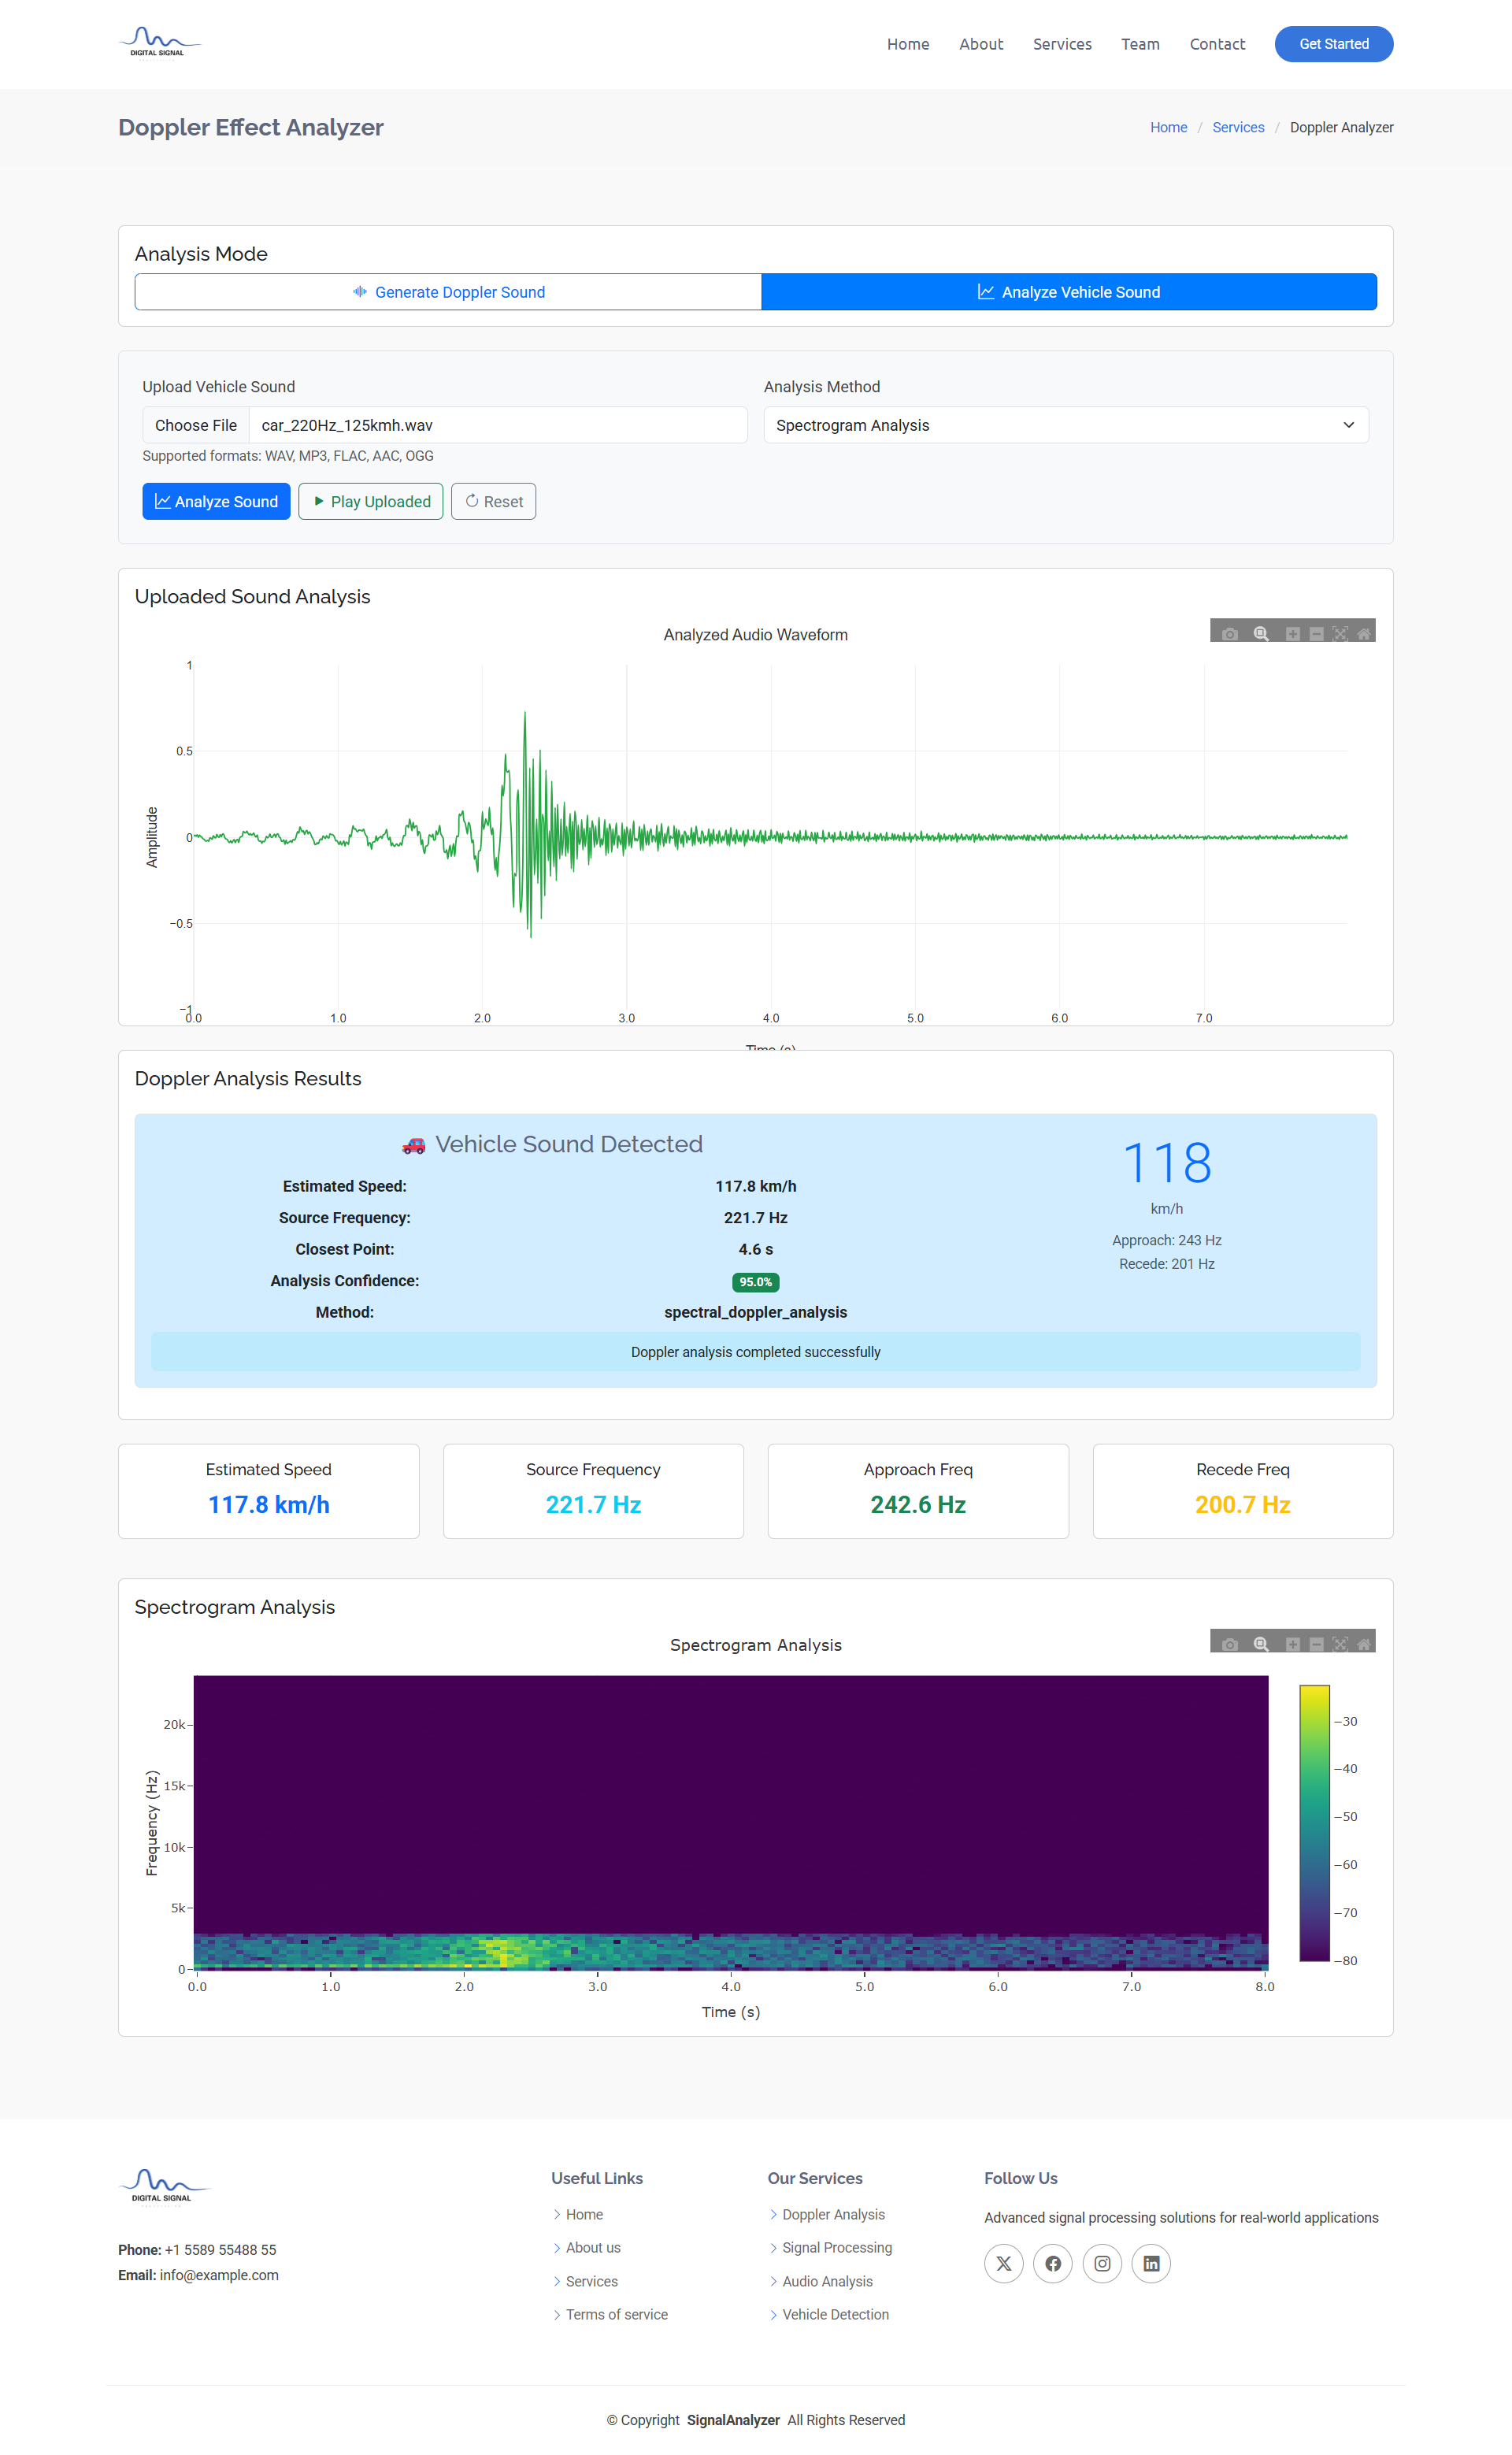 DIGITAL SIGNAL
Home About Services Team Contact Get Started
Doppler Effect Analyzer
Home / Services / Doppler Analyzer
Analysis Mode
Generate Doppler Sound
Analyze Vehicle Sound
Upload Vehicle Sound
Choose File car_220Hz_125kmh.wav
Supported formats: WAV, MP3, FLAC, AAC, OGG
Analysis Method
Spectrogram Analysis
Analyze Sound Play Uploaded Reset
Uploaded Sound Analysis
Analyzed Audio Waveform
Amplitude
1
0.5
0
−0.5
−1
0.0 1.0 2.0 3.0 4.0 5.0 6.0 7.0
Time (s)
Doppler Analysis Results
Vehicle Sound Detected
Estimated Speed: 117.8 km/h
Source Frequency: 221.7 Hz
Closest Point: 4.6 s
Analysis Confidence: 95.0%
Method: spectral_doppler_analysis
118
km/h
Approach: 243 Hz
Recede: 201 Hz
Doppler analysis completed successfully
Estimated Speed
117.8 km/h
Source Frequency
221.7 Hz
Approach Freq
242.6 Hz
Recede Freq
200.7 Hz
Spectrogram Analysis
Spectrogram Analysis
Frequency (Hz)
20k
15k
10k
5k
0
0.0 1.0 2.0 3.0 4.0 5.0 6.0 7.0 8.0
Time (s)
−30
−40
−50
−60
−70
−80
DIGITAL SIGNAL
Phone: +1 5589 55488 55
Email: info@example.com
Useful Links
Home
About us
Services
Terms of service
Our Services
Doppler Analysis
Signal Processing
Audio Analysis
Vehicle Detection
Follow Us
Advanced signal processing solutions for real-world applications
© Copyright SignalAnalyzer All Rights Reserved